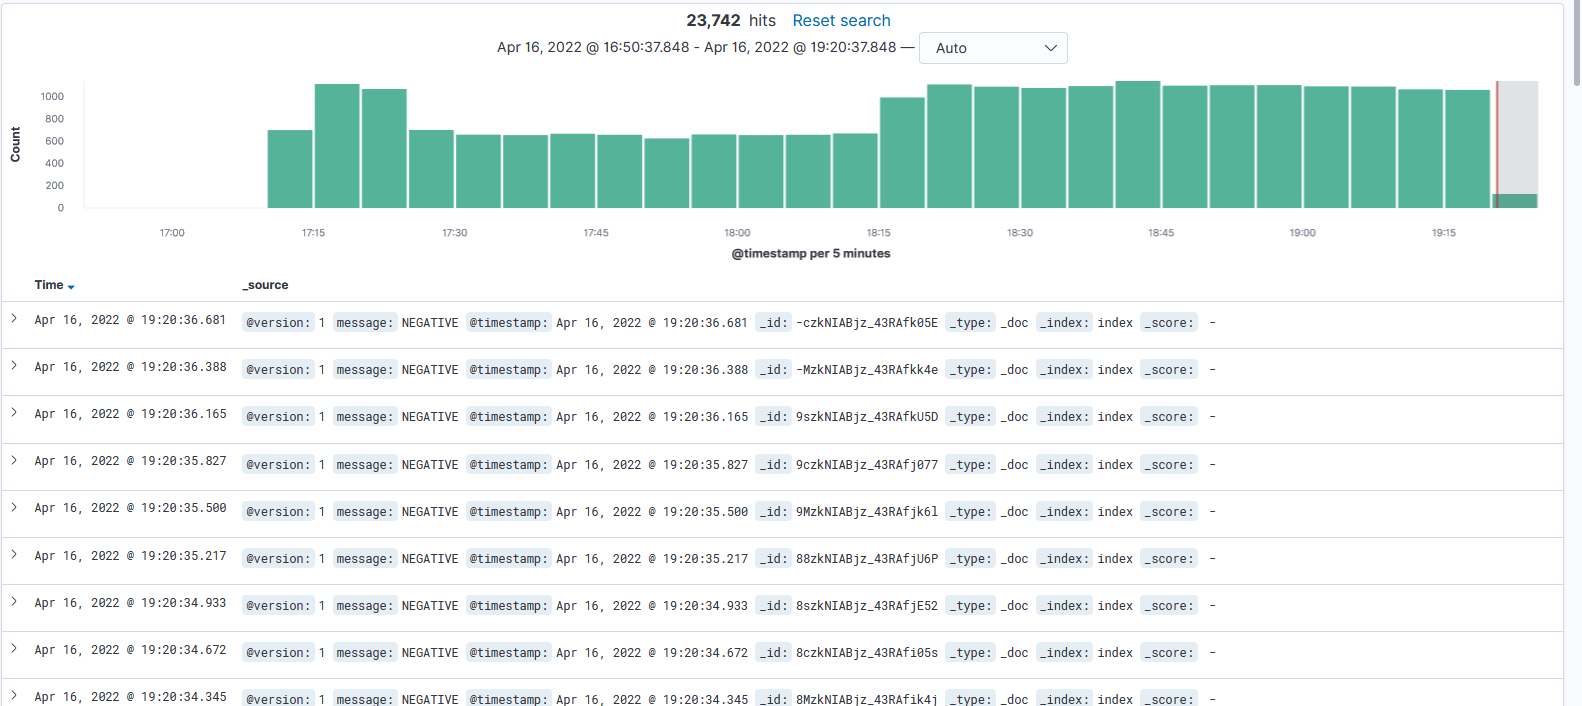 23,742 hits Reset search
Apr 16, 2022 @ 16:50:37.848 - Apr 16, 2022 @ 19:20:37.848 — Auto
Count
1000
800
600
400
200
0
17:00 17:15 17:30 17:45 18:00 18:15 18:30 18:45 19:00 19:15
@timestamp per 5 minutes
Time _source
Apr 16, 2022 @ 19:20:36.681 @version: 1 message: NEGATIVE @timestamp: Apr 16, 2022 @ 19:20:36.681 _id: -czkNIABjz_43RAfk05E _type: _doc _index: index _score: -
Apr 16, 2022 @ 19:20:36.388 @version: 1 message: NEGATIVE @timestamp: Apr 16, 2022 @ 19:20:36.388 _id: -MzkNIABjz_43RAfkk4e _type: _doc _index: index _score: -
Apr 16, 2022 @ 19:20:36.165 @version: 1 message: NEGATIVE @timestamp: Apr 16, 2022 @ 19:20:36.165 _id: 9szkNIABjz_43RAfkU5D _type: _doc _index: index _score: -
Apr 16, 2022 @ 19:20:35.827 @version: 1 message: NEGATIVE @timestamp: Apr 16, 2022 @ 19:20:35.827 _id: 9czkNIABjz_43RAfj077 _type: _doc _index: index _score: -
Apr 16, 2022 @ 19:20:35.500 @version: 1 message: NEGATIVE @timestamp: Apr 16, 2022 @ 19:20:35.500 _id: 9MzkNIABjz_43RAfjk6l _type: _doc _index: index _score: -
Apr 16, 2022 @ 19:20:35.217 @version: 1 message: NEGATIVE @timestamp: Apr 16, 2022 @ 19:20:35.217 _id: 88zkNIABjz_43RAfjU6P _type: _doc _index: index _score: -
Apr 16, 2022 @ 19:20:34.933 @version: 1 message: NEGATIVE @timestamp: Apr 16, 2022 @ 19:20:34.933 _id: 8szkNIABjz_43RAfjE52 _type: _doc _index: index _score: -
Apr 16, 2022 @ 19:20:34.672 @version: 1 message: NEGATIVE @timestamp: Apr 16, 2022 @ 19:20:34.672 _id: 8czkNIABjz_43RAfi05s _type: _doc _index: index _score: -
Apr 16, 2022 @ 19:20:34.345 @version: 1 message: NEGATIVE @timestamp: Apr 16, 2022 @ 19:20:34.345 _id: 8MzkNIABjz_43RAfik4j _type: _doc _index: index _score: -